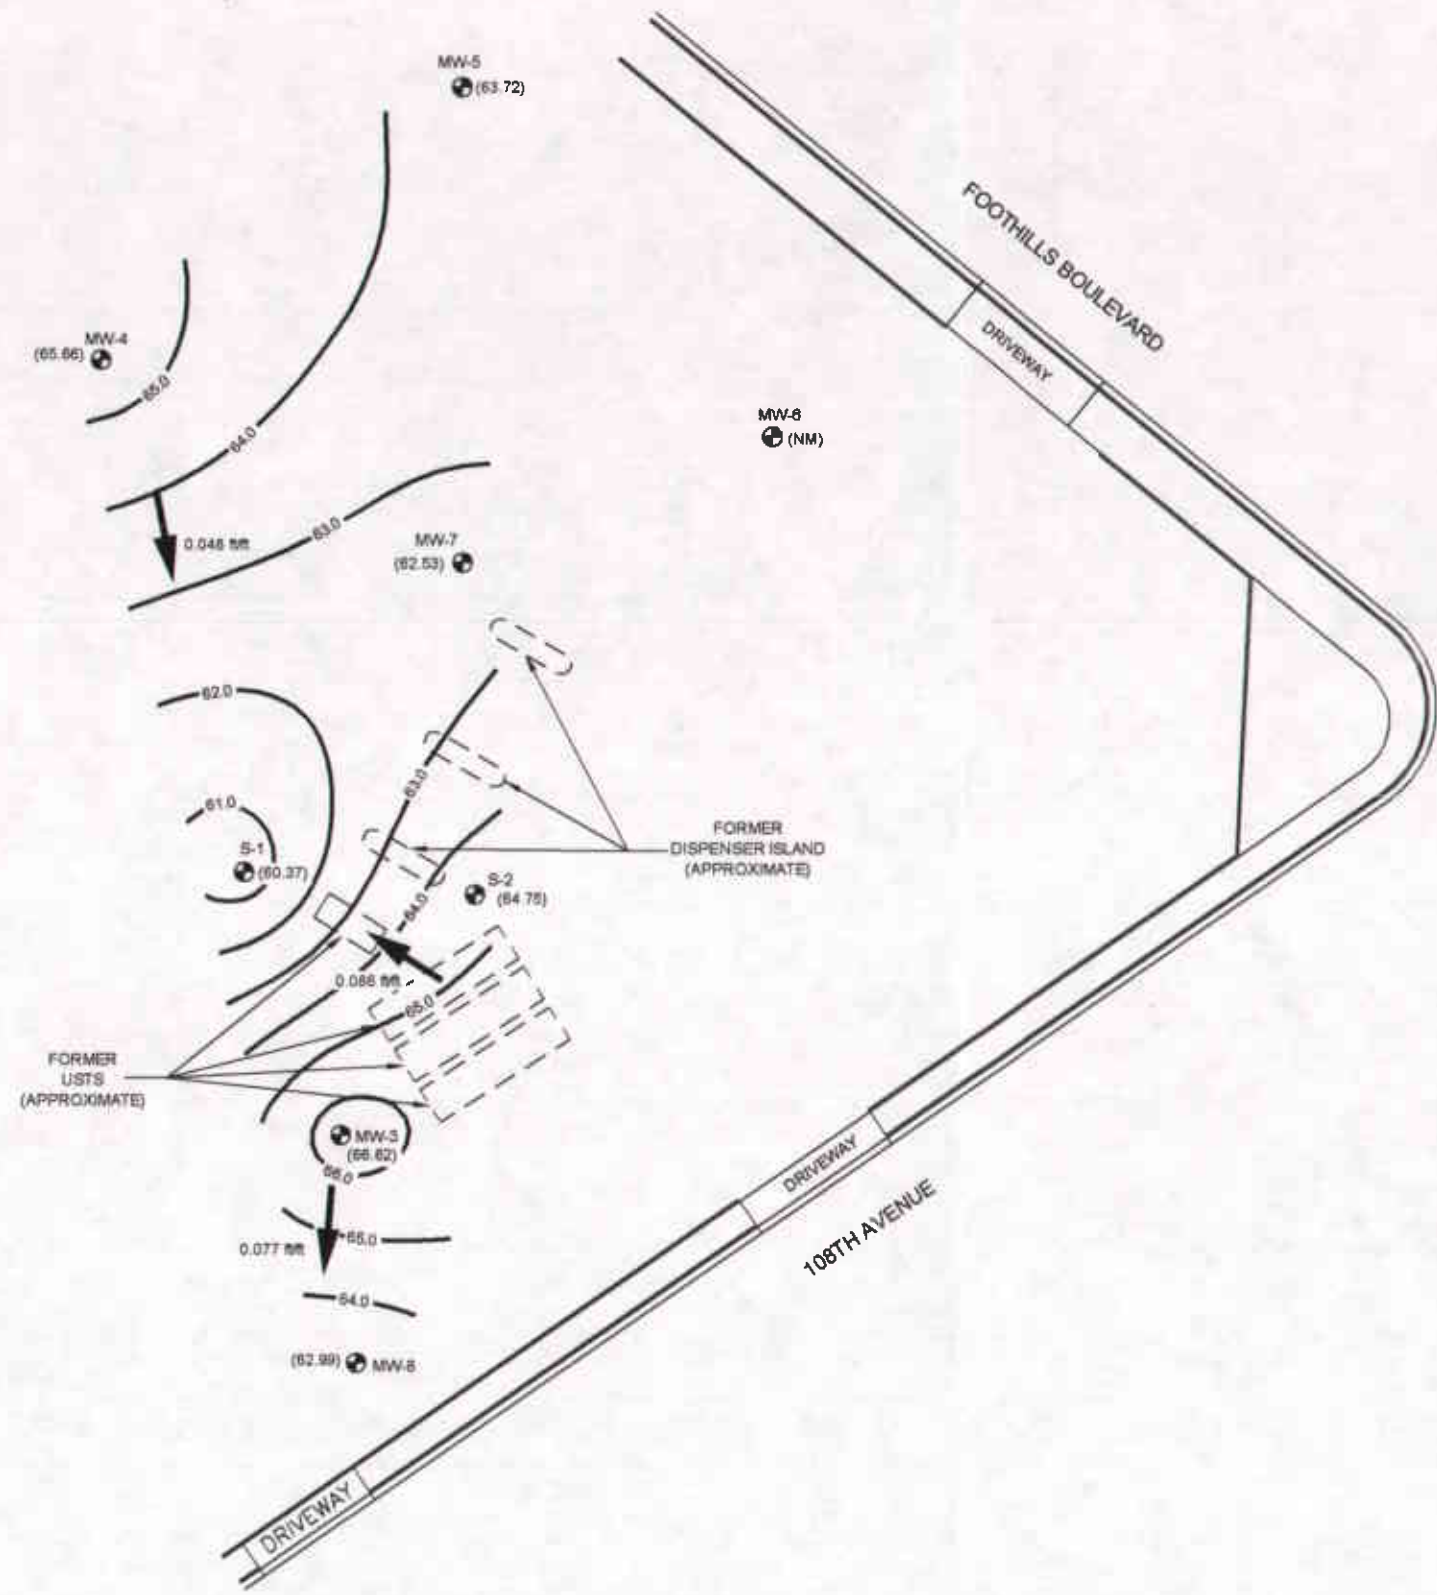 MW-5
(63.72)
FOOTHILLS BOULEVARD
DRIVEWAY
MW-4
(65.66)
65.0
64.0
MW-6
(NM)
0.048 ft/ft
63.0
MW-7
(62.53)
62.0
61.0
63.0
S-1
(60.37)
FORMER
DISPENSER ISLAND
(APPROXIMATE)
S-2
(64.75)
64.0
0.086 ft/ft
65.0
FORMER
USTS
(APPROXIMATE)
MW-3
(66.62)
66.0
DRIVEWAY
108TH AVENUE
0.077 ft/ft
65.0
64.0
(62.99)
MW-8
DRIVEWAY